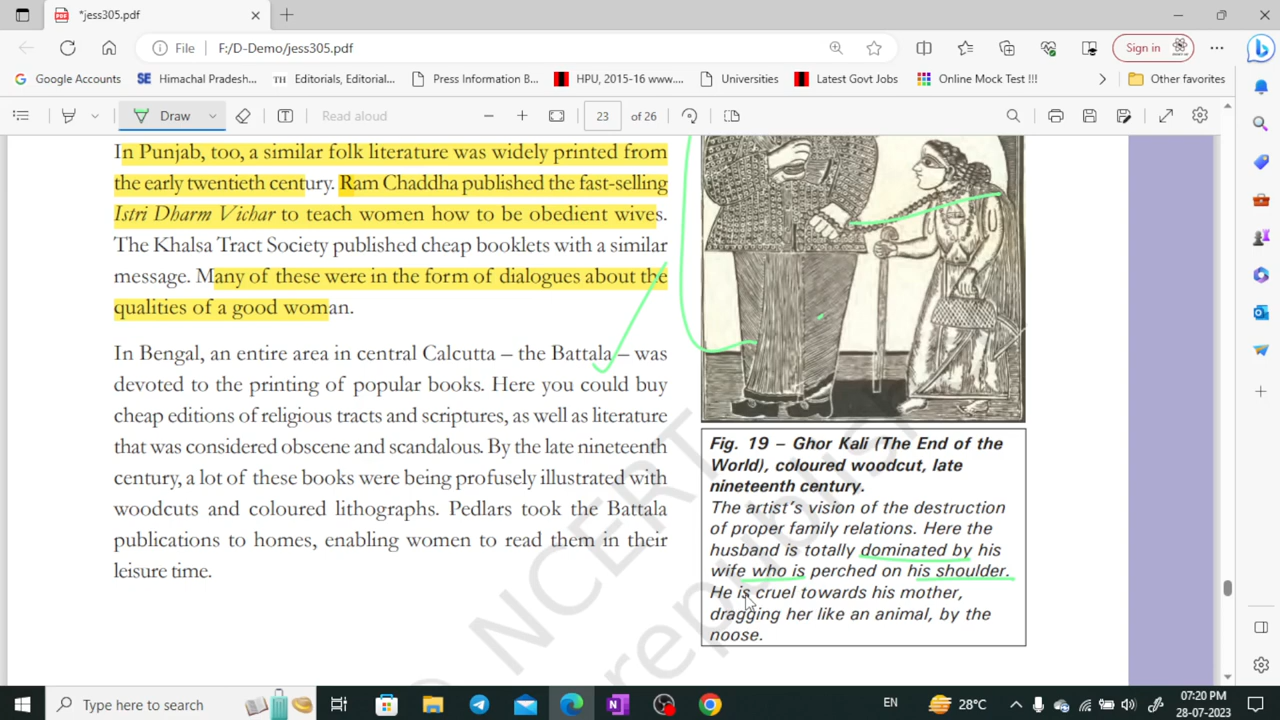 *jess305.pdf
File
F:/D-Demo/jess305.pdf
Sign in
Google Accounts
SE Himachal Pradesh...
TH Editorials, Editorial...
Press Information B...
HPU, 2015-16 www....
Universities
Latest Govt Jobs
Online Mock Test !!!
Other favorites
Draw
Read aloud
23 of 26
In Punjab, too, a similar folk literature was widely printed from
the early twentieth century. Ram Chaddha published the fast-selling
Istri Dharm Vichar to teach women how to be obedient wives.
The Khalsa Tract Society published cheap booklets with a similar
message. Many of these were in the form of dialogues about the
qualities of a good woman.
In Bengal, an entire area in central Calcutta – the Battala – was
devoted to the printing of popular books. Here you could buy
cheap editions of religious tracts and scriptures, as well as literature
that was considered obscene and scandalous. By the late nineteenth
century, a lot of these books were being profusely illustrated with
woodcuts and coloured lithographs. Pedlars took the Battala
publications to homes, enabling women to read them in their
leisure time.
Fig. 19 – Ghor Kali (The End of the
World), coloured woodcut, late
nineteenth century.
The artist's vision of the destruction
of proper family relations. Here the
husband is totally dominated by his
wife who is perched on his shoulder.
He is cruel towards his mother,
dragging her like an animal, by the
noose.
© NCERT
republish
Type here to search
28°C
EN
07:20 PM
28-07-2023